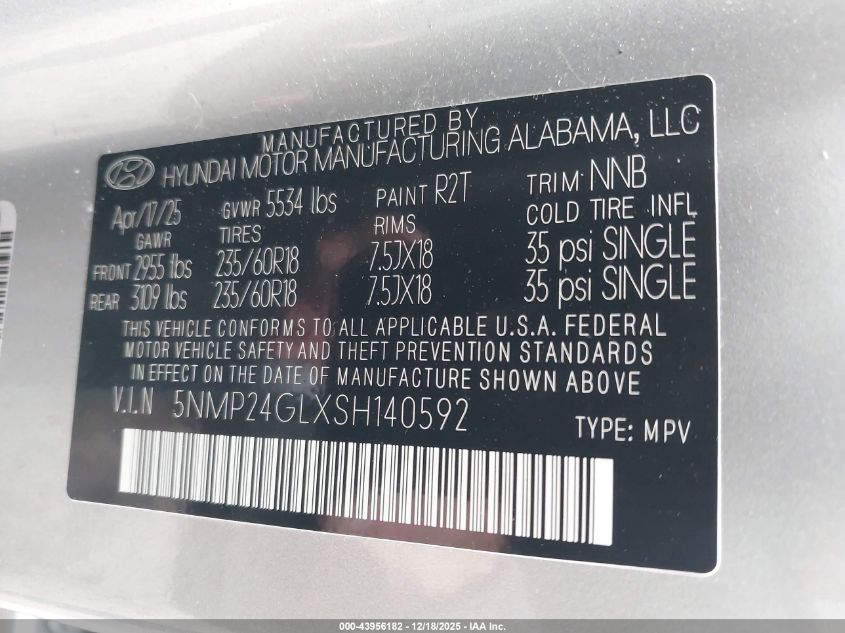 MANUFACTURED BY
HYUNDAI MOTOR MANUFACTURING ALABAMA, LLC
Apr/17/25 GVWR 5534 lbs PAINT R2T TRIM NNB
GAWR TIRES RIMS COLD TIRE INFL
FRONT 2955 lbs 235/60R18 7.5JX18 35 psi SINGLE
REAR 3109 lbs 235/60R18 7.5JX18 35 psi SINGLE
THIS VEHICLE CONFORMS TO ALL APPLICABLE U.S.A. FEDERAL
MOTOR VEHICLE SAFETY AND THEFT PREVENTION STANDARDS
IN EFFECT ON THE DATE OF MANUFACTURE SHOWN ABOVE
V.I.N 5NMP24GLXSH140592 TYPE: MPV
000-43956182 - 12/18/2025 - IAA Inc.